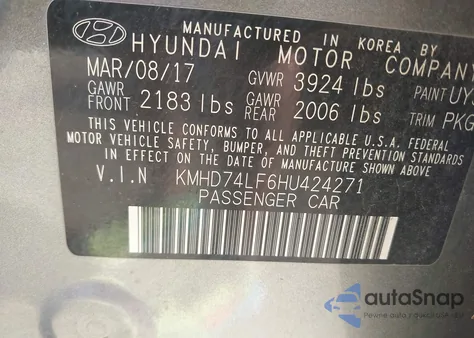 MANUFACTURED IN KOREA BY
HYUNDAI MOTOR COMPANY
MAR/08/17 GVWR 3924 lbs PAINT UY
GAWR FRONT 2183 lbs GAWR REAR 2006 lbs TRIM PKG
THIS VEHICLE CONFORMS TO ALL APPLICABLE U.S.A. FEDERAL
MOTOR VEHICLE SAFETY, BUMPER, AND THEFT PREVENTION STANDARDS
IN EFFECT ON THE DATE OF MANUFACTURE SHOWN ABOVE
V.I.N KMHD74LF6HU424271
PASSENGER CAR
autoSnap